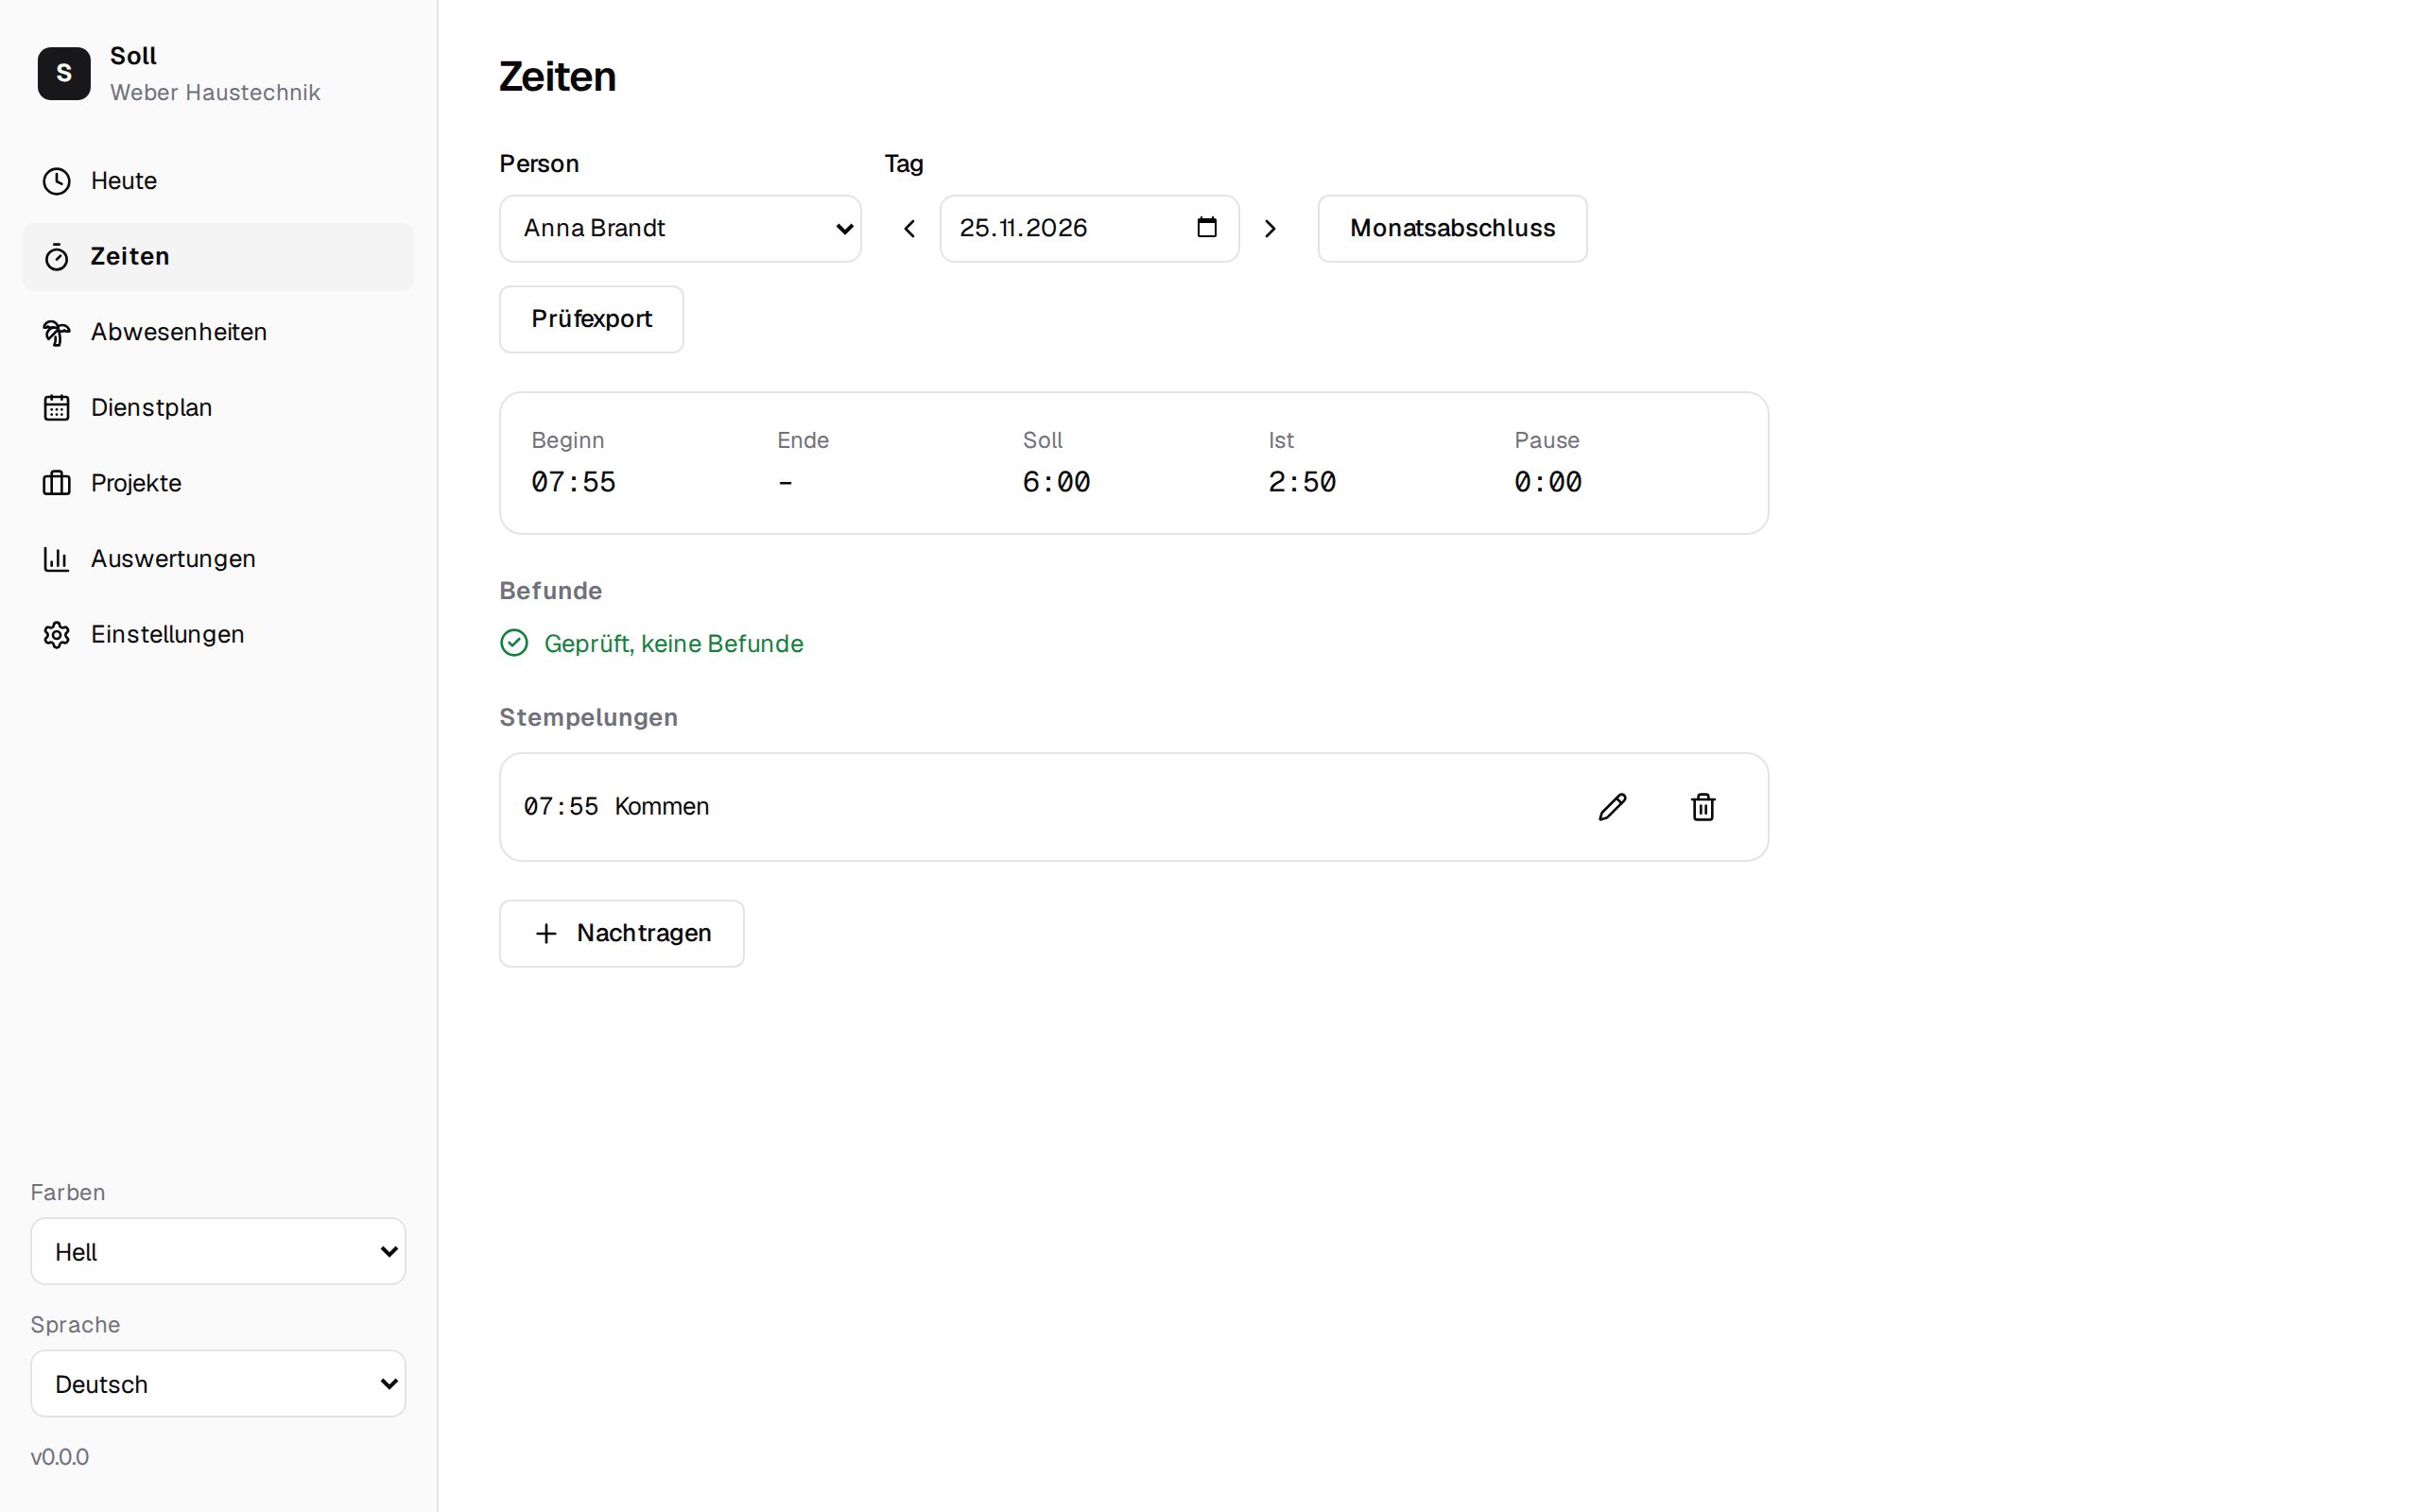 S
Soll
Weber Haustechnik
Heute
Zeiten
Abwesenheiten
Dienstplan
Projekte
Auswertungen
Einstellungen
Farben
Hell
Sprache
Deutsch
v0.0.0
Zeiten
Person
Tag
Anna Brandt
25.11.2026
Monatsabschluss
Prüfexport
Beginn
Ende
Soll
Ist
Pause
07:55
-
6:00
2:50
0:00
Befunde
Geprüft, keine Befunde
Stempelungen
07:55 Kommen
Nachtragen